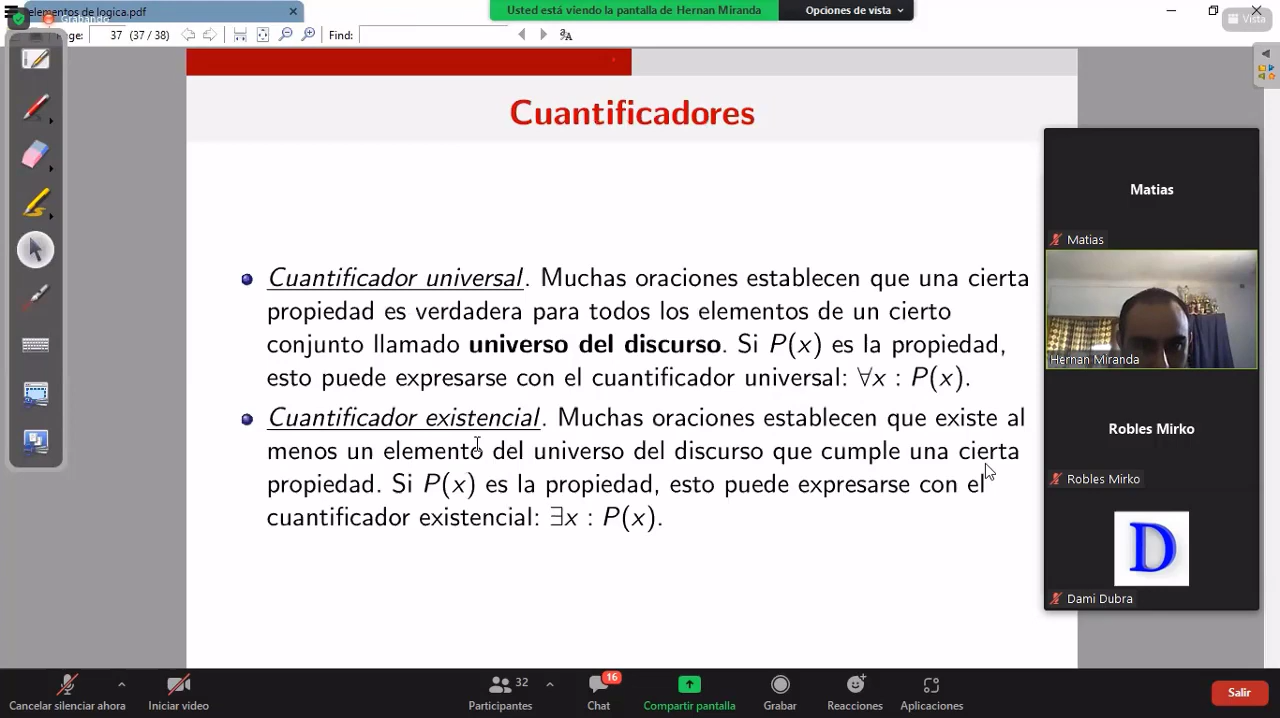 elementos de logica.pdf
Grabando
Usted está viendo la pantalla de Hernan Miranda
Opciones de vista
Vista
37 (37 / 38)
Find:
Cuantificadores
Cuantificador universal. Muchas oraciones establecen que una cierta
propiedad es verdadera para todos los elementos de un cierto
conjunto llamado universo del discurso. Si P(x) es la propiedad,
esto puede expresarse con el cuantificador universal: ∀x : P(x).
Cuantificador existencial. Muchas oraciones establecen que existe al
menos un elemento del universo del discurso que cumple una cierta
propiedad. Si P(x) es la propiedad, esto puede expresarse con el
cuantificador existencial: ∃x : P(x).
Matias
Matias
Hernan Miranda
Robles Mirko
Robles Mirko
D
Dami Dubra
Cancelar silenciar ahora
Iniciar video
32
Participantes
16
Chat
Compartir pantalla
Grabar
Reacciones
Aplicaciones
Salir